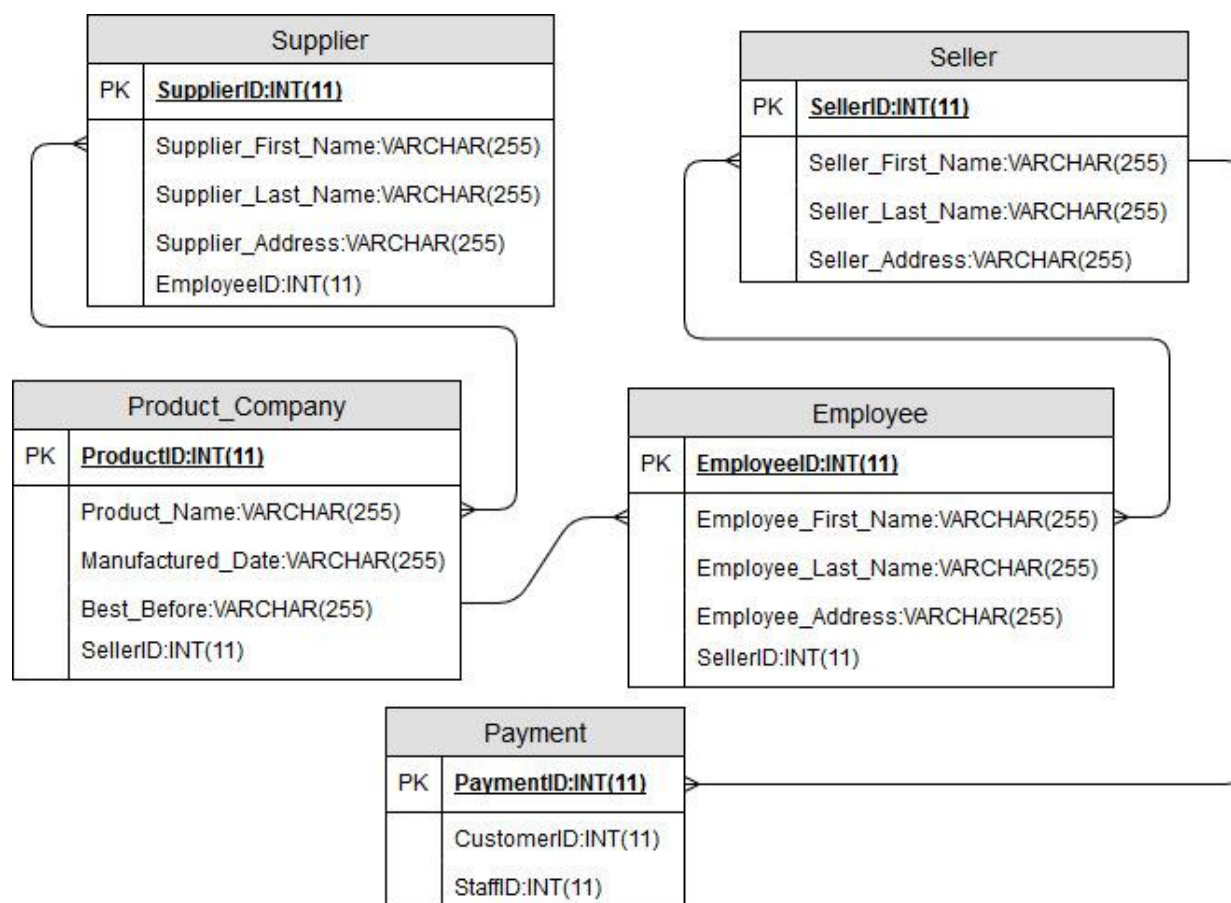 Supplier
PK SupplierID:INT(11)
Supplier_First_Name:VARCHAR(255)
Supplier_Last_Name:VARCHAR(255)
Supplier_Address:VARCHAR(255)
EmployeeID:INT(11)
Seller
PK SellerID:INT(11)
Seller_First_Name:VARCHAR(255)
Seller_Last_Name:VARCHAR(255)
Seller_Address:VARCHAR(255)
Product_Company
PK ProductID:INT(11)
Product_Name:VARCHAR(255)
Manufactured_Date:VARCHAR(255)
Best_Before:VARCHAR(255)
SellerID:INT(11)
Employee
PK EmployeeID:INT(11)
Employee_First_Name:VARCHAR(255)
Employee_Last_Name:VARCHAR(255)
Employee_Address:VARCHAR(255)
SellerID:INT(11)
Payment
PK PaymentID:INT(11)
CustomerID:INT(11)
StaffID:INT(11)